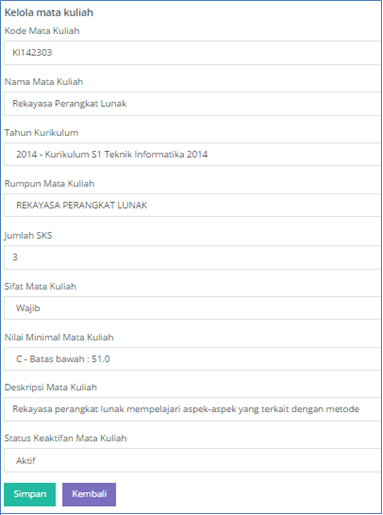 Kelola mata kuliah
Kode Mata Kuliah
KI142303
Nama Mata Kuliah
Rekayasa Perangkat Lunak
Tahun Kurikulum
2014 - Kurikulum S1 Teknik Informatika 2014
Rumpun Mata Kuliah
REKAYASA PERANGKAT LUNAK
Jumlah SKS
3
Sifat Mata Kuliah
Wajib
Nilai Minimal Mata Kuliah
C - Batas bawah : 51.0
Deskripsi Mata Kuliah
Rekayasa perangkat lunak mempelajari aspek-aspek yang terkait dengan metode
Status Keaktifan Mata Kuliah
Aktif
Simpan Kembali